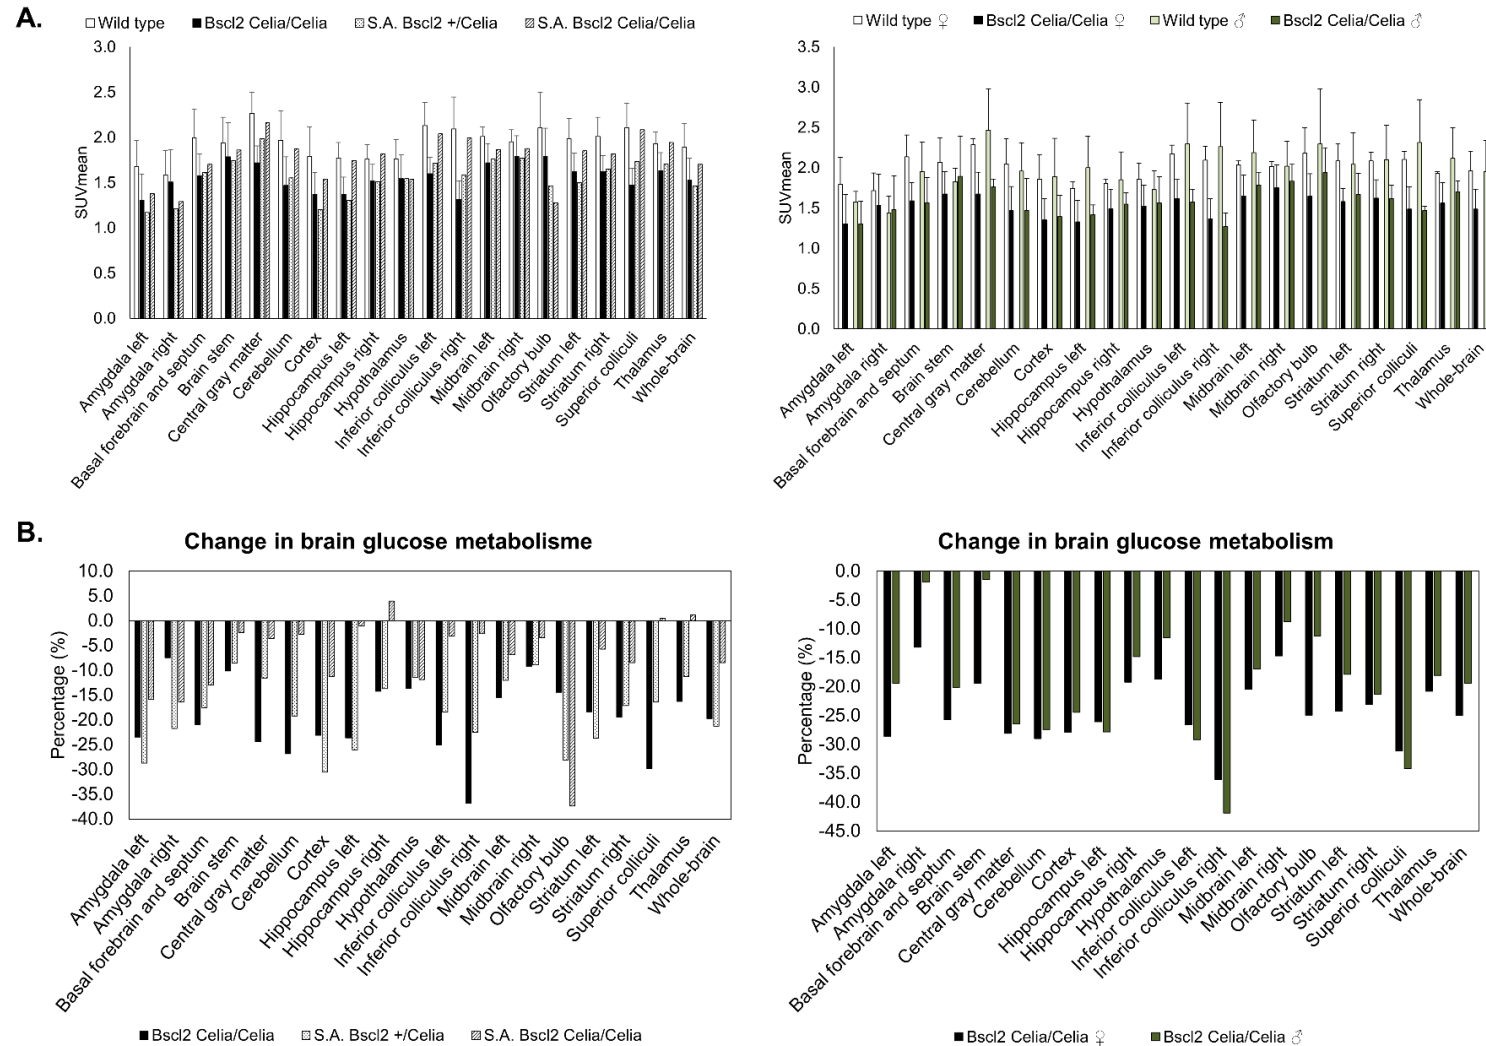 A.
Wild type Bscl2 Celia/Celia S.A. Bscl2 +/Celia S.A. Bscl2 Celia/Celia
3.0
2.5
2.0
1.5
1.0
0.5
0.0
SUVmean
Amygdala left
Amygdala right
Basal forebrain and septum
Brain stem
Central gray matter
Cerebellum
Cortex
Hippocampus left
Hippocampus right
Hypothalamus
Inferior colliculus left
Inferior colliculus right
Midbrain left
Midbrain right
Olfactory bulb
Striatum left
Striatum right
Superior colliculi
Thalamus
Whole-brain
Wild type ♀ Bscl2 Celia/Celia ♀ Wild type ♂ Bscl2 Celia/Celia ♂
3.5
3.0
2.5
2.0
1.5
1.0
0.5
0.0
SUVmean
Amygdala left
Amygdala right
Basal forebrain and septum
Brain stem
Central gray matter
Cerebellum
Cortex
Hippocampus left
Hippocampus right
Hypothalamus
Inferior colliculus left
Inferior colliculus right
Midbrain left
Midbrain right
Olfactory bulb
Striatum left
Striatum right
Superior colliculi
Thalamus
Whole-brain
B.
Change in brain glucose metabolisme
10.0
5.0
0.0
-5.0
-10.0
-15.0
-20.0
-25.0
-30.0
-35.0
-40.0
Percentage (%)
Amygdala left
Amygdala right
Basal forebrain and septum
Brain stem
Central gray matter
Cerebellum
Cortex
Hippocampus left
Hippocampus right
Hypothalamus
Inferior colliculus left
Inferior colliculus right
Midbrain left
Midbrain right
Olfactory bulb
Striatum left
Striatum right
Superior colliculi
Thalamus
Whole-brain
Bscl2 Celia/Celia S.A. Bscl2 +/Celia S.A. Bscl2 Celia/Celia
Change in brain glucose metabolism
0.0
-5.0
-10.0
-15.0
-20.0
-25.0
-30.0
-35.0
-40.0
-45.0
Percentage (%)
Amygdala left
Amygdala right
Basal forebrain and septum
Brain stem
Central gray matter
Cerebellum
Cortex
Hippocampus left
Hippocampus right
Hypothalamus
Inferior colliculus left
Inferior colliculus right
Midbrain left
Midbrain right
Olfactory bulb
Striatum left
Striatum right
Superior colliculi
Thalamus
Whole-brain
Bscl2 Celia/Celia ♀ Bscl2 Celia/Celia ♂